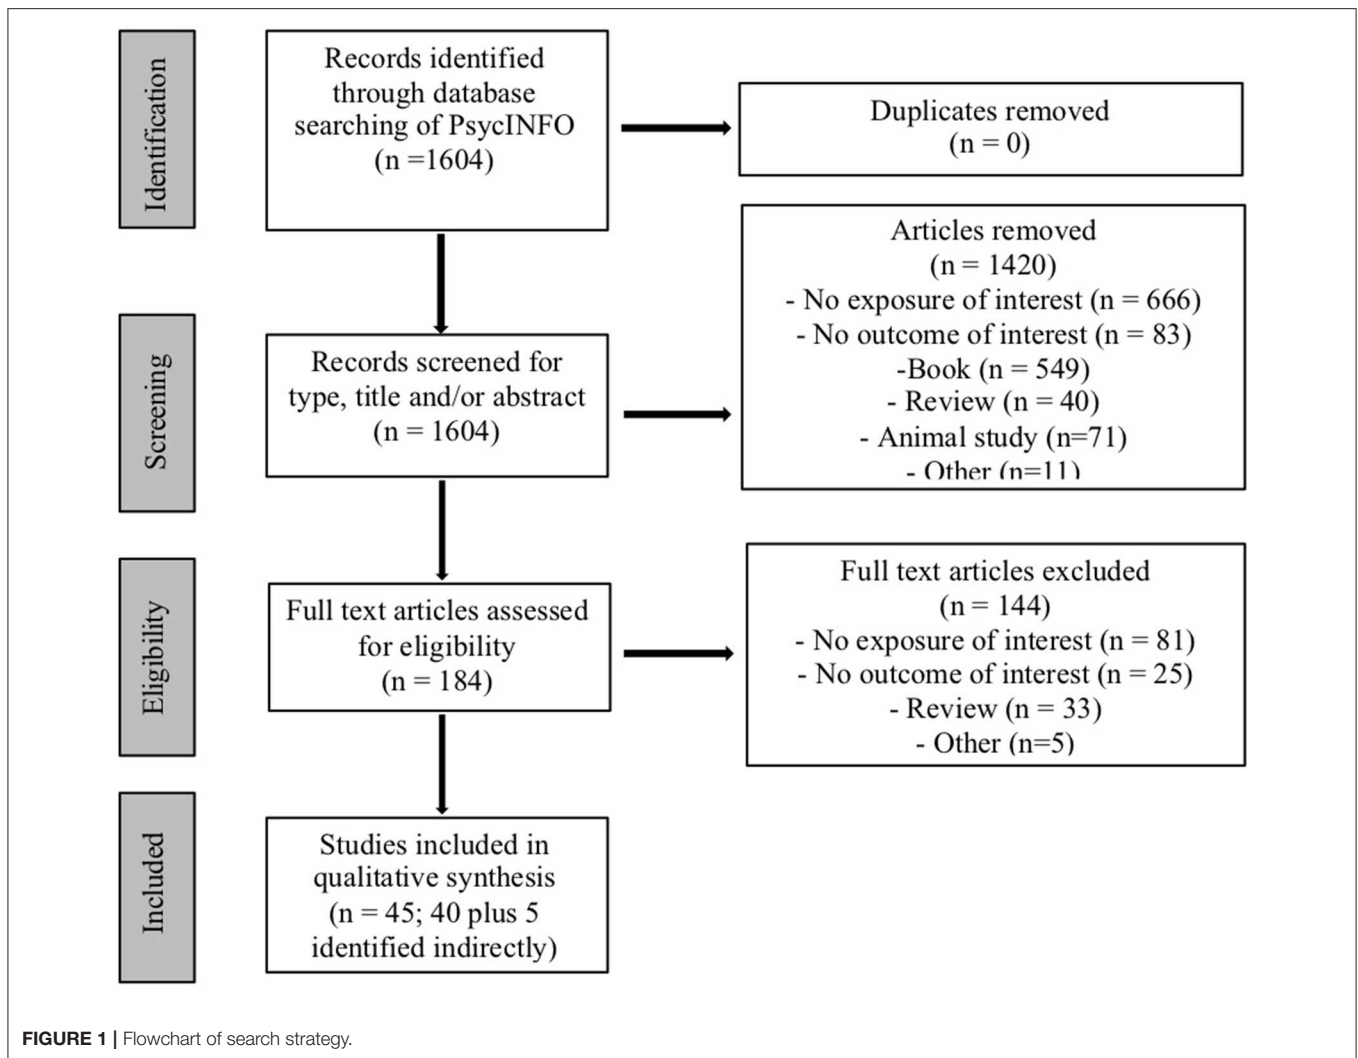 Identification
Records identified
through database
searching of PsycINFO
(n =1604)
Duplicates removed
(n = 0)
Screening
Records screened for
type, title and/or abstract
(n = 1604)
Articles removed
(n = 1420)
- No exposure of interest (n = 666)
- No outcome of interest (n = 83)
-Book (n = 549)
- Review (n = 40)
- Animal study (n=71)
- Other (n=11)
Eligibility
Full text articles assessed
for eligibility
(n = 184)
Full text articles excluded
(n = 144)
- No exposure of interest (n = 81)
- No outcome of interest (n = 25)
- Review (n = 33)
- Other (n=5)
Included
Studies included in
qualitative synthesis
(n = 45; 40 plus 5
identified indirectly)
FIGURE 1 | Flowchart of search strategy.